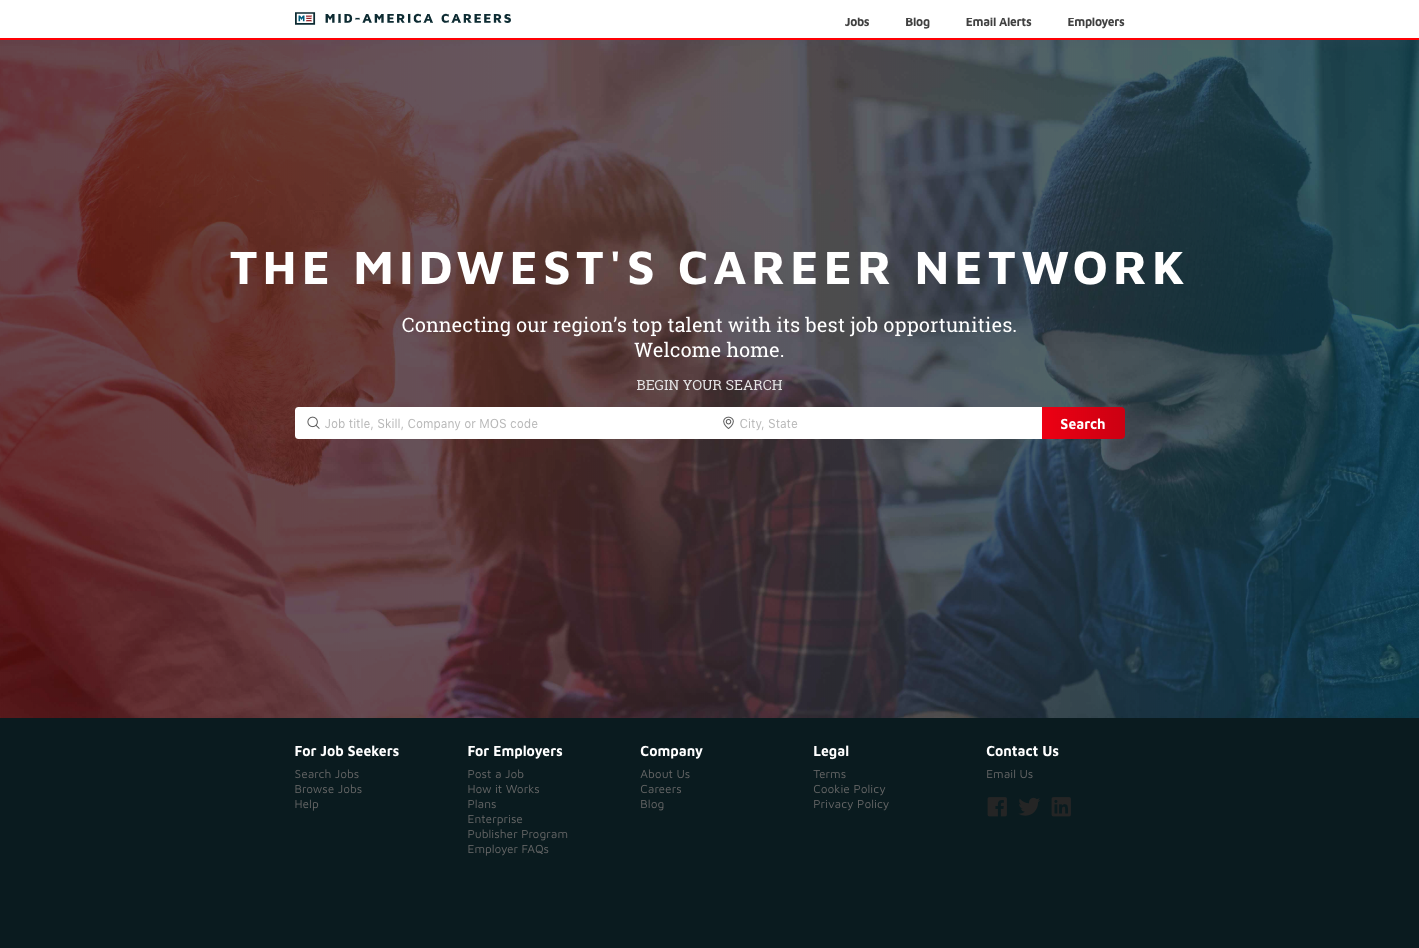 MID-AMERICA CAREERS
Jobs Blog Email Alerts Employers
THE MIDWEST'S CAREER NETWORK
Connecting our region’s top talent with its best job opportunities.
Welcome home.
BEGIN YOUR SEARCH
Job title, Skill, Company or MOS code
City, State
Search
For Job Seekers
Search Jobs
Browse Jobs
Help
For Employers
Post a Job
How it Works
Plans
Enterprise
Publisher Program
Employer FAQs
Company
About Us
Careers
Blog
Legal
Terms
Cookie Policy
Privacy Policy
Contact Us
Email Us